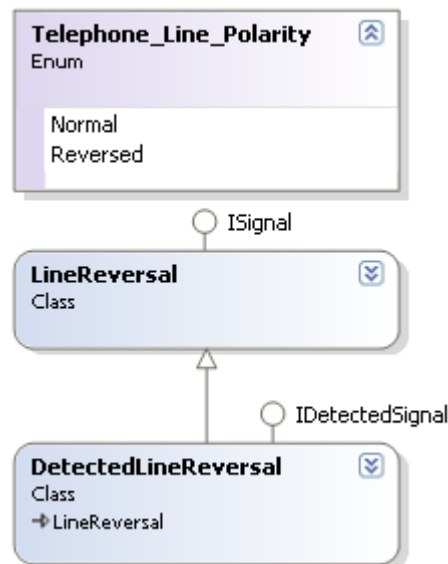 Telephone_Line_Polarity
Enum
Normal
Reversed
ISignal
LineReversal
Class
IDetectedSignal
DetectedLineReversal
Class
LineReversal